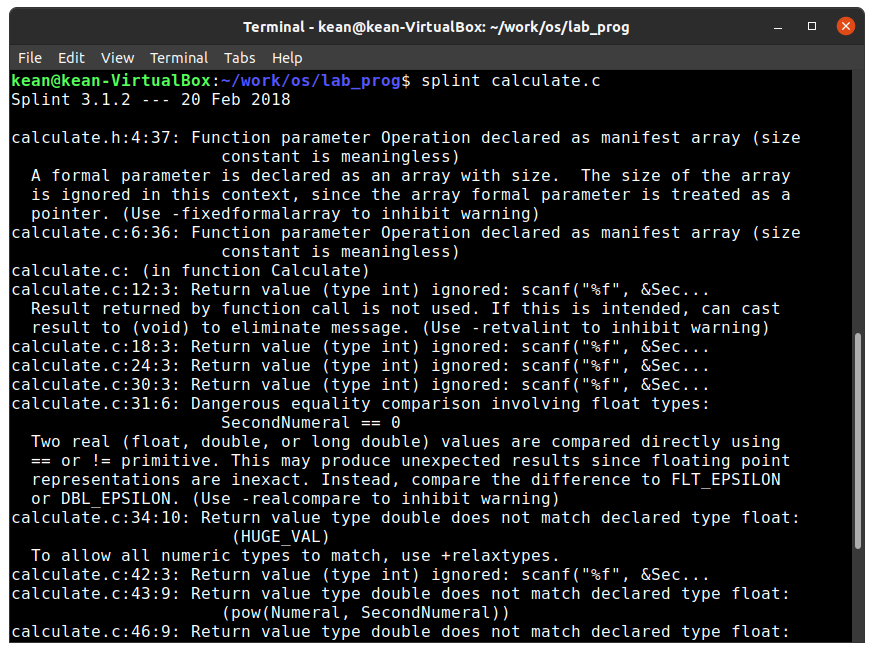 Terminal - kean@kean-VirtualBox: ~/work/os/lab_prog
File Edit View Terminal Tabs Help
kean@kean-VirtualBox:~/work/os/lab_prog$ splint calculate.c
Splint 3.1.2 --- 20 Feb 2018
calculate.h:4:37: Function parameter Operation declared as manifest array (size
constant is meaningless)
A formal parameter is declared as an array with size.  The size of the array
is ignored in this context, since the array formal parameter is treated as a
pointer. (Use -fixedformalarray to inhibit warning)
calculate.c:6:36: Function parameter Operation declared as manifest array (size
constant is meaningless)
calculate.c: (in function Calculate)
calculate.c:12:3: Return value (type int) ignored: scanf("%f", &Sec...
Result returned by function call is not used. If this is intended, can cast
result to (void) to eliminate message. (Use -retvalint to inhibit warning)
calculate.c:18:3: Return value (type int) ignored: scanf("%f", &Sec...
calculate.c:24:3: Return value (type int) ignored: scanf("%f", &Sec...
calculate.c:30:3: Return value (type int) ignored: scanf("%f", &Sec...
calculate.c:31:6: Dangerous equality comparison involving float types:
SecondNumeral == 0
Two real (float, double, or long double) values are compared directly using
== or != primitive. This may produce unexpected results since floating point
representations are inexact. Instead, compare the difference to FLT_EPSILON
or DBL_EPSILON. (Use -realcompare to inhibit warning)
calculate.c:34:10: Return value type double does not match declared type float:
(HUGE_VAL)
To allow all numeric types to match, use +relaxtypes.
calculate.c:42:3: Return value (type int) ignored: scanf("%f", &Sec...
calculate.c:43:9: Return value type double does not match declared type float:
(pow(Numeral, SecondNumeral))
calculate.c:46:9: Return value type double does not match declared type float: